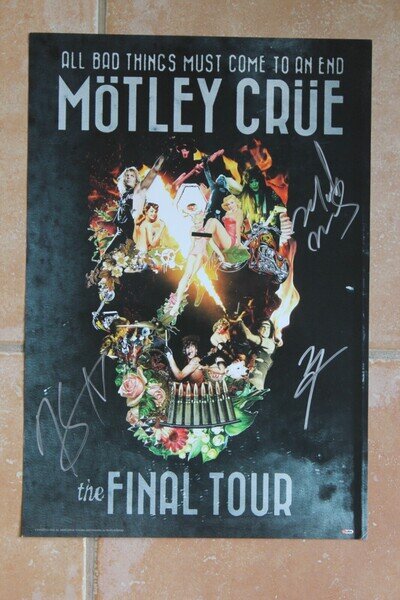 ALL BAD THINGS MUST COME TO AN END
MÖTLEY CRÜE
the FINAL TOUR